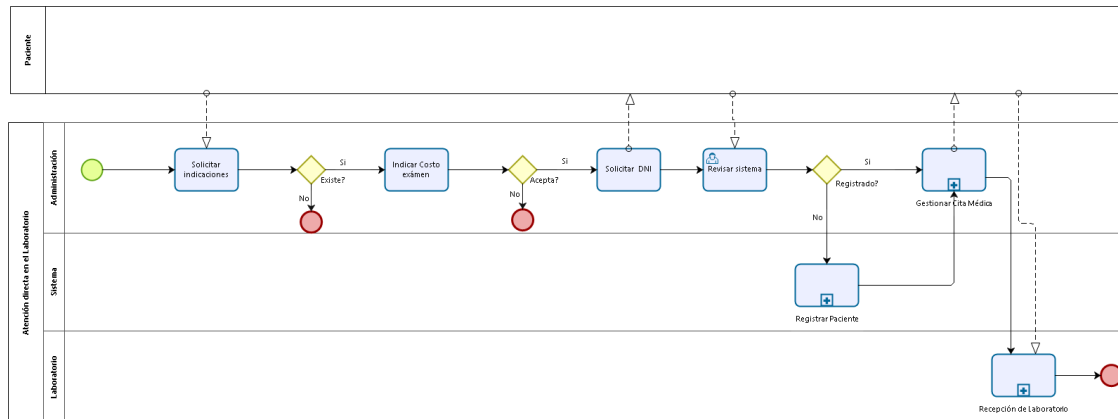 Paciente
Atención directa en el Laboratorio
Administración
Solicitar
indicaciones
Si
Existe?
No
Indicar Costo
exámen
Si
Acepta?
No
Solicitar DNI
Revisar sistema
Si
Registrado?
No
Gestionar Cita Médica
Sistema
Registrar Paciente
Laboratorio
Recepción de Laboratorio